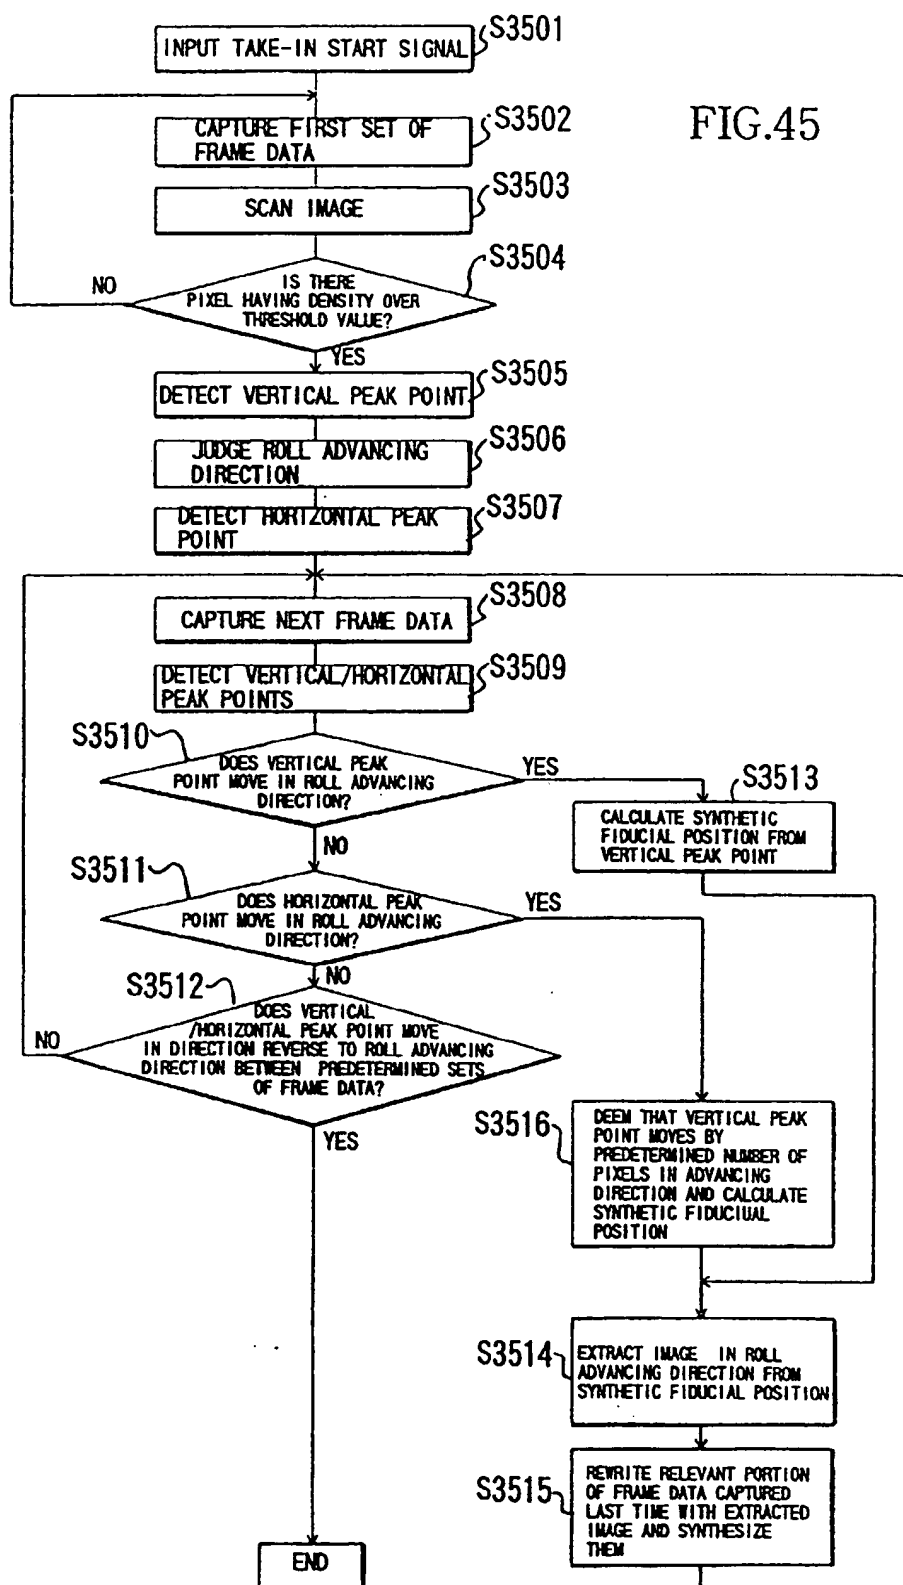 S3501
INPUT TAKE-IN START SIGNAL
FIG.45
S3502
CAPTURE FIRST SET OF
FRAME DATA
S3503
SCAN IMAGE
S3504
NO
IS THERE
PIXEL HAVING DENSITY OVER
THRESHOLD VALUE?
YES
S3505
DETECT VERTICAL PEAK POINT
S3506
JUDGE ROLL ADVANCING
DIRECTION
S3507
DETECT HORIZONTAL PEAK
POINT
S3508
CAPTURE NEXT FRAME DATA
S3509
DETECT VERTICAL/HORIZONTAL
PEAK POINTS
S3510
DOES VERTICAL PEAK
POINT MOVE IN ROLL ADVANCING
DIRECTION?
YES
NO
S3513
CALCULATE SYNTHETIC
FIDUCIAL POSITION FROM
VERTICAL PEAK POINT
S3511
DOES HORIZONTAL PEAK
POINT MOVE IN ROLL ADVANCING
DIRECTION?
YES
NO
S3512
DOES VERTICAL
/HORIZONTAL PEAK POINT MOVE
IN DIRECTION REVERSE TO ROLL ADVANCING
DIRECTION BETWEEN PREDETERMINED SETS
OF FRAME DATA?
NO
YES
S3516
DEEM THAT VERTICAL PEAK
POINT MOVES BY
PREDETERMINED NUMBER OF
PIXELS IN ADVANCING
DIRECTION AND CALCULATE
SYNTHETIC FIDUCIUAL
POSITION
S3514
EXTRACT IMAGE IN ROLL
ADVANCING DIRECTION FROM
SYNTHETIC FIDUCIAL POSITION
S3515
REWRITE RELEVANT PORTION
OF FRAME DATA CAPTURED
LAST TIME WITH EXTRACTED
IMAGE AND SYNTHESIZE
THEM
END